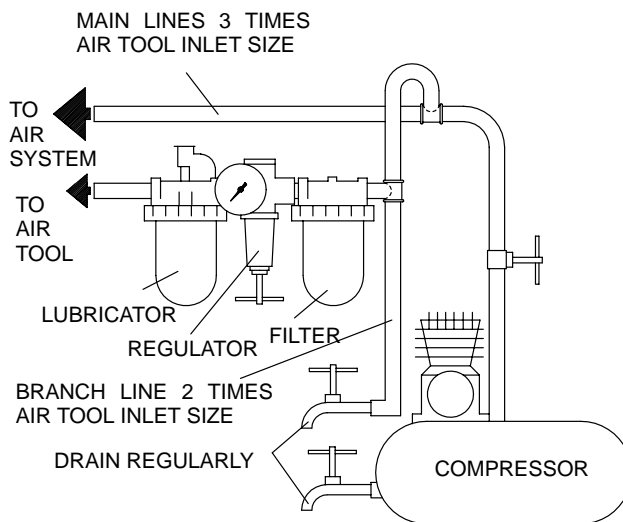 MAIN LINES 3 TIMES
AIR TOOL INLET SIZE
TO
AIR
SYSTEM
TO
AIR
TOOL
LUBRICATOR
REGULATOR
FILTER
BRANCH LINE 2 TIMES
AIR TOOL INLET SIZE
DRAIN REGULARLY
COMPRESSOR